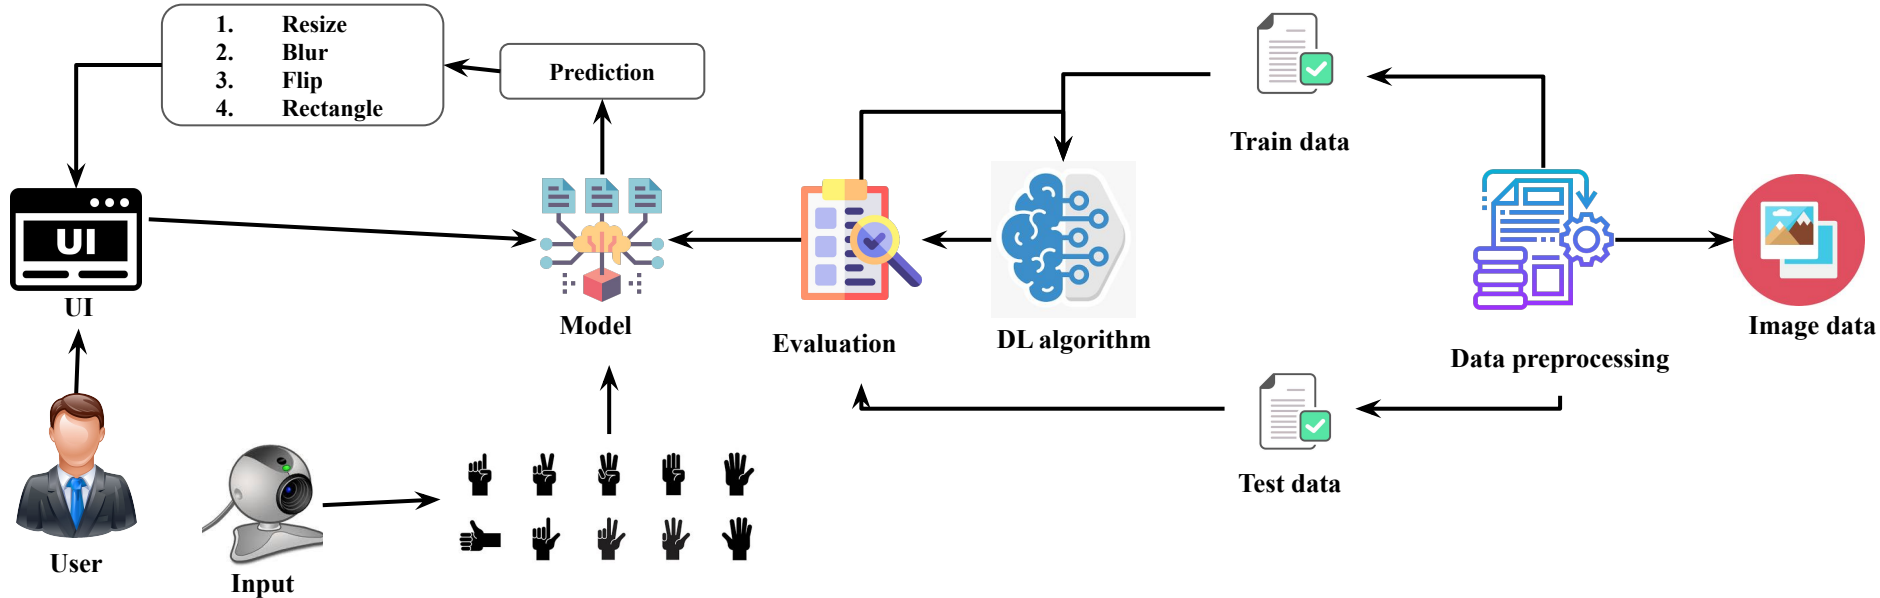 1. Resize
2. Blur
3. Flip
4. Rectangle
Prediction
Train data
UI
UI
Model
Evaluation
DL algorithm
Data preprocessing
Image data
Test data
User
Input